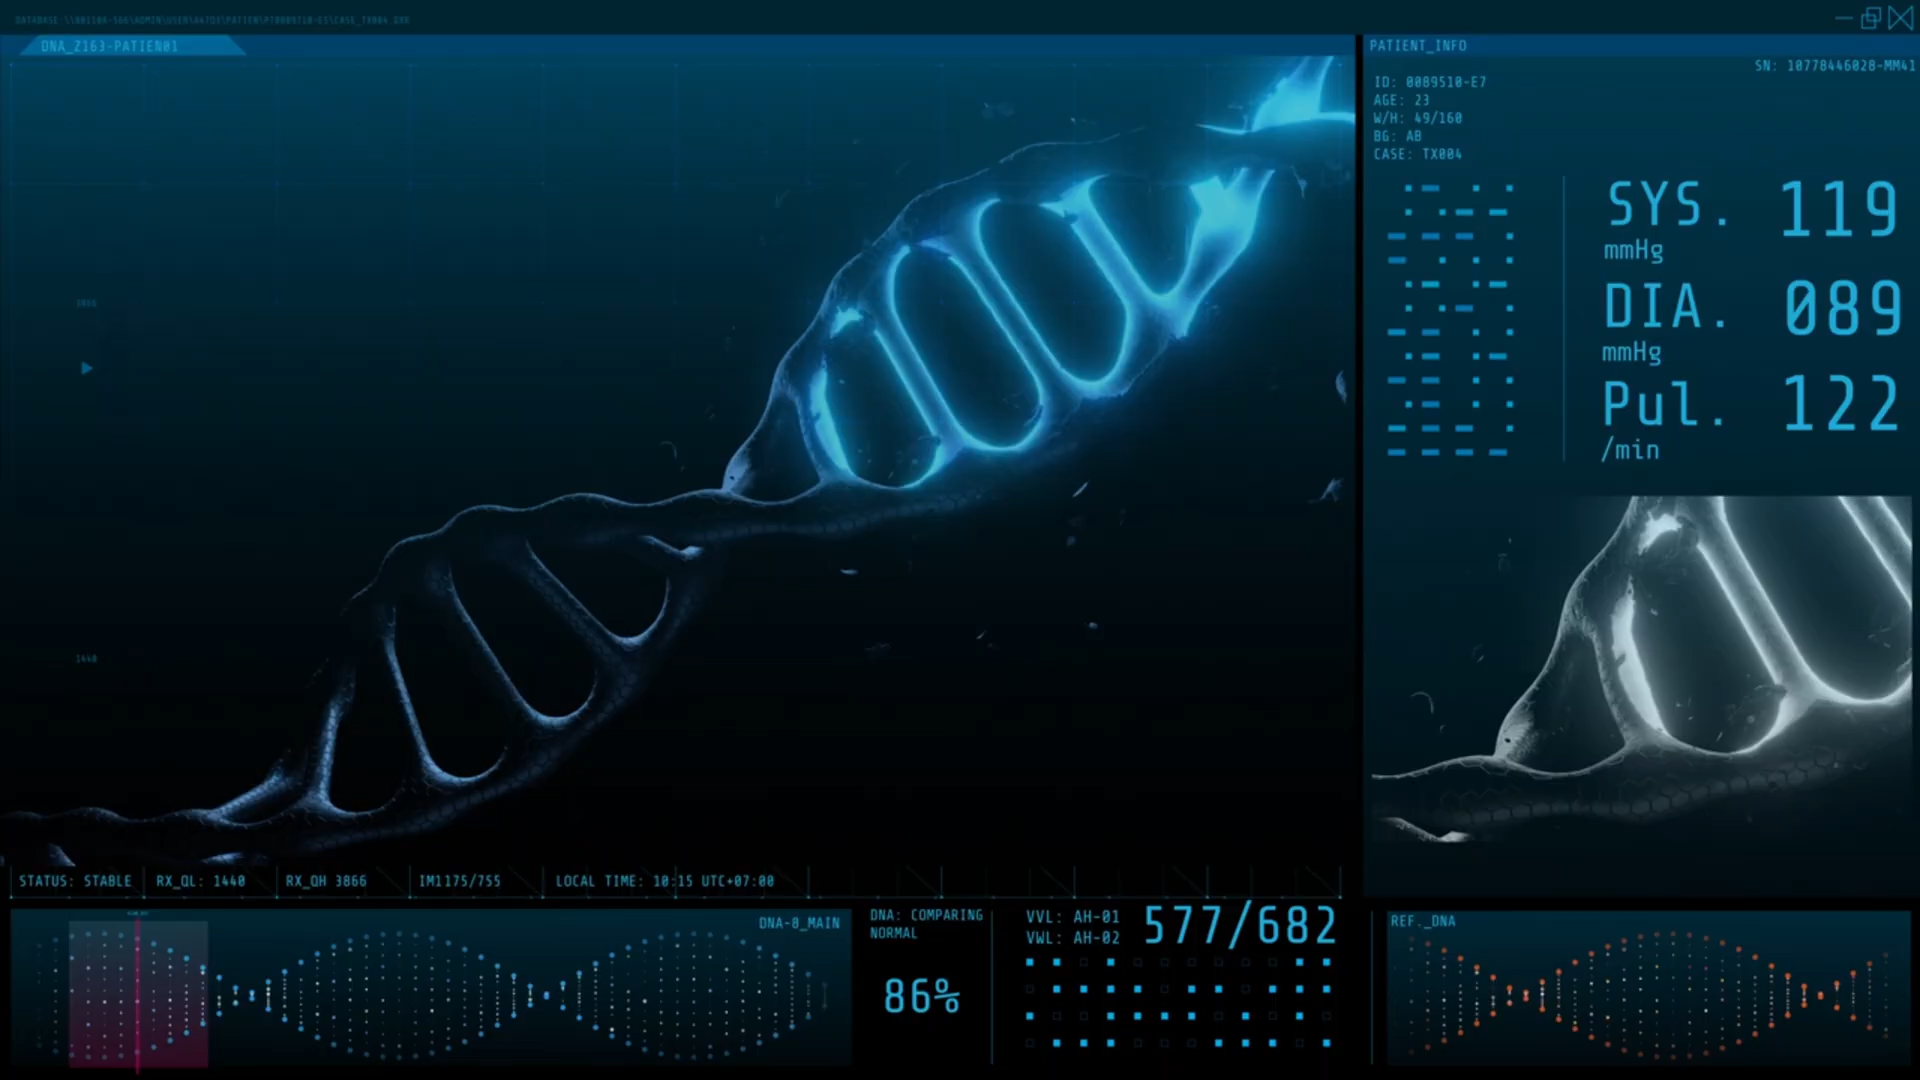 DNA_Z163-PATIEN01
3866
1440
STATUS: STABLE
RX_QL: 1440
RX_QH 3866
IM1175/755
LOCAL TIME: 10:15 UTC+07:00
DNA-8_MAIN
DNA: COMPARING
NORMAL
86%
VVL: AH-01
VWL: AH-02
577/682
PATIENT_INFO
SN: 10778446028-MM41
ID: 0089510-E7
AGE: 23
W/H: 49/160
BG: AB
CASE: TX004
SYS. 119
mmHg
DIA. 089
mmHg
Pul. 122
/min
REF._DNA